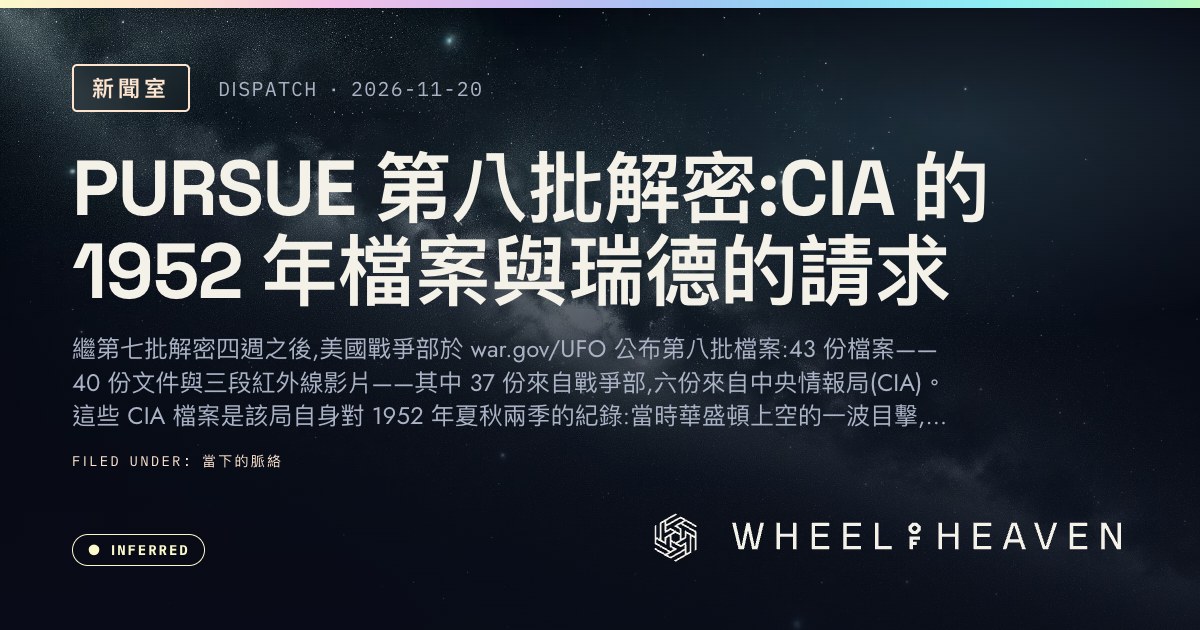 新聞室
DISPATCH · 2026-11-20
PURSUE 第八批解密:CIA 的
1952 年檔案與瑞德的請求
繼第七批解密四週之後,美國戰爭部於 war.gov/UFO 公布第八批檔案:43 份檔案——
40 份文件與三段紅外線影片——其中 37 份來自戰爭部,六份來自中央情報局(CIA)。
這些 CIA 檔案是該局自身對 1952 年夏秋兩季的紀錄:當時華盛頓上空的一波目擊,…
FILED UNDER: 當下的脈絡
INFERRED
WHEEL OF HEAVEN